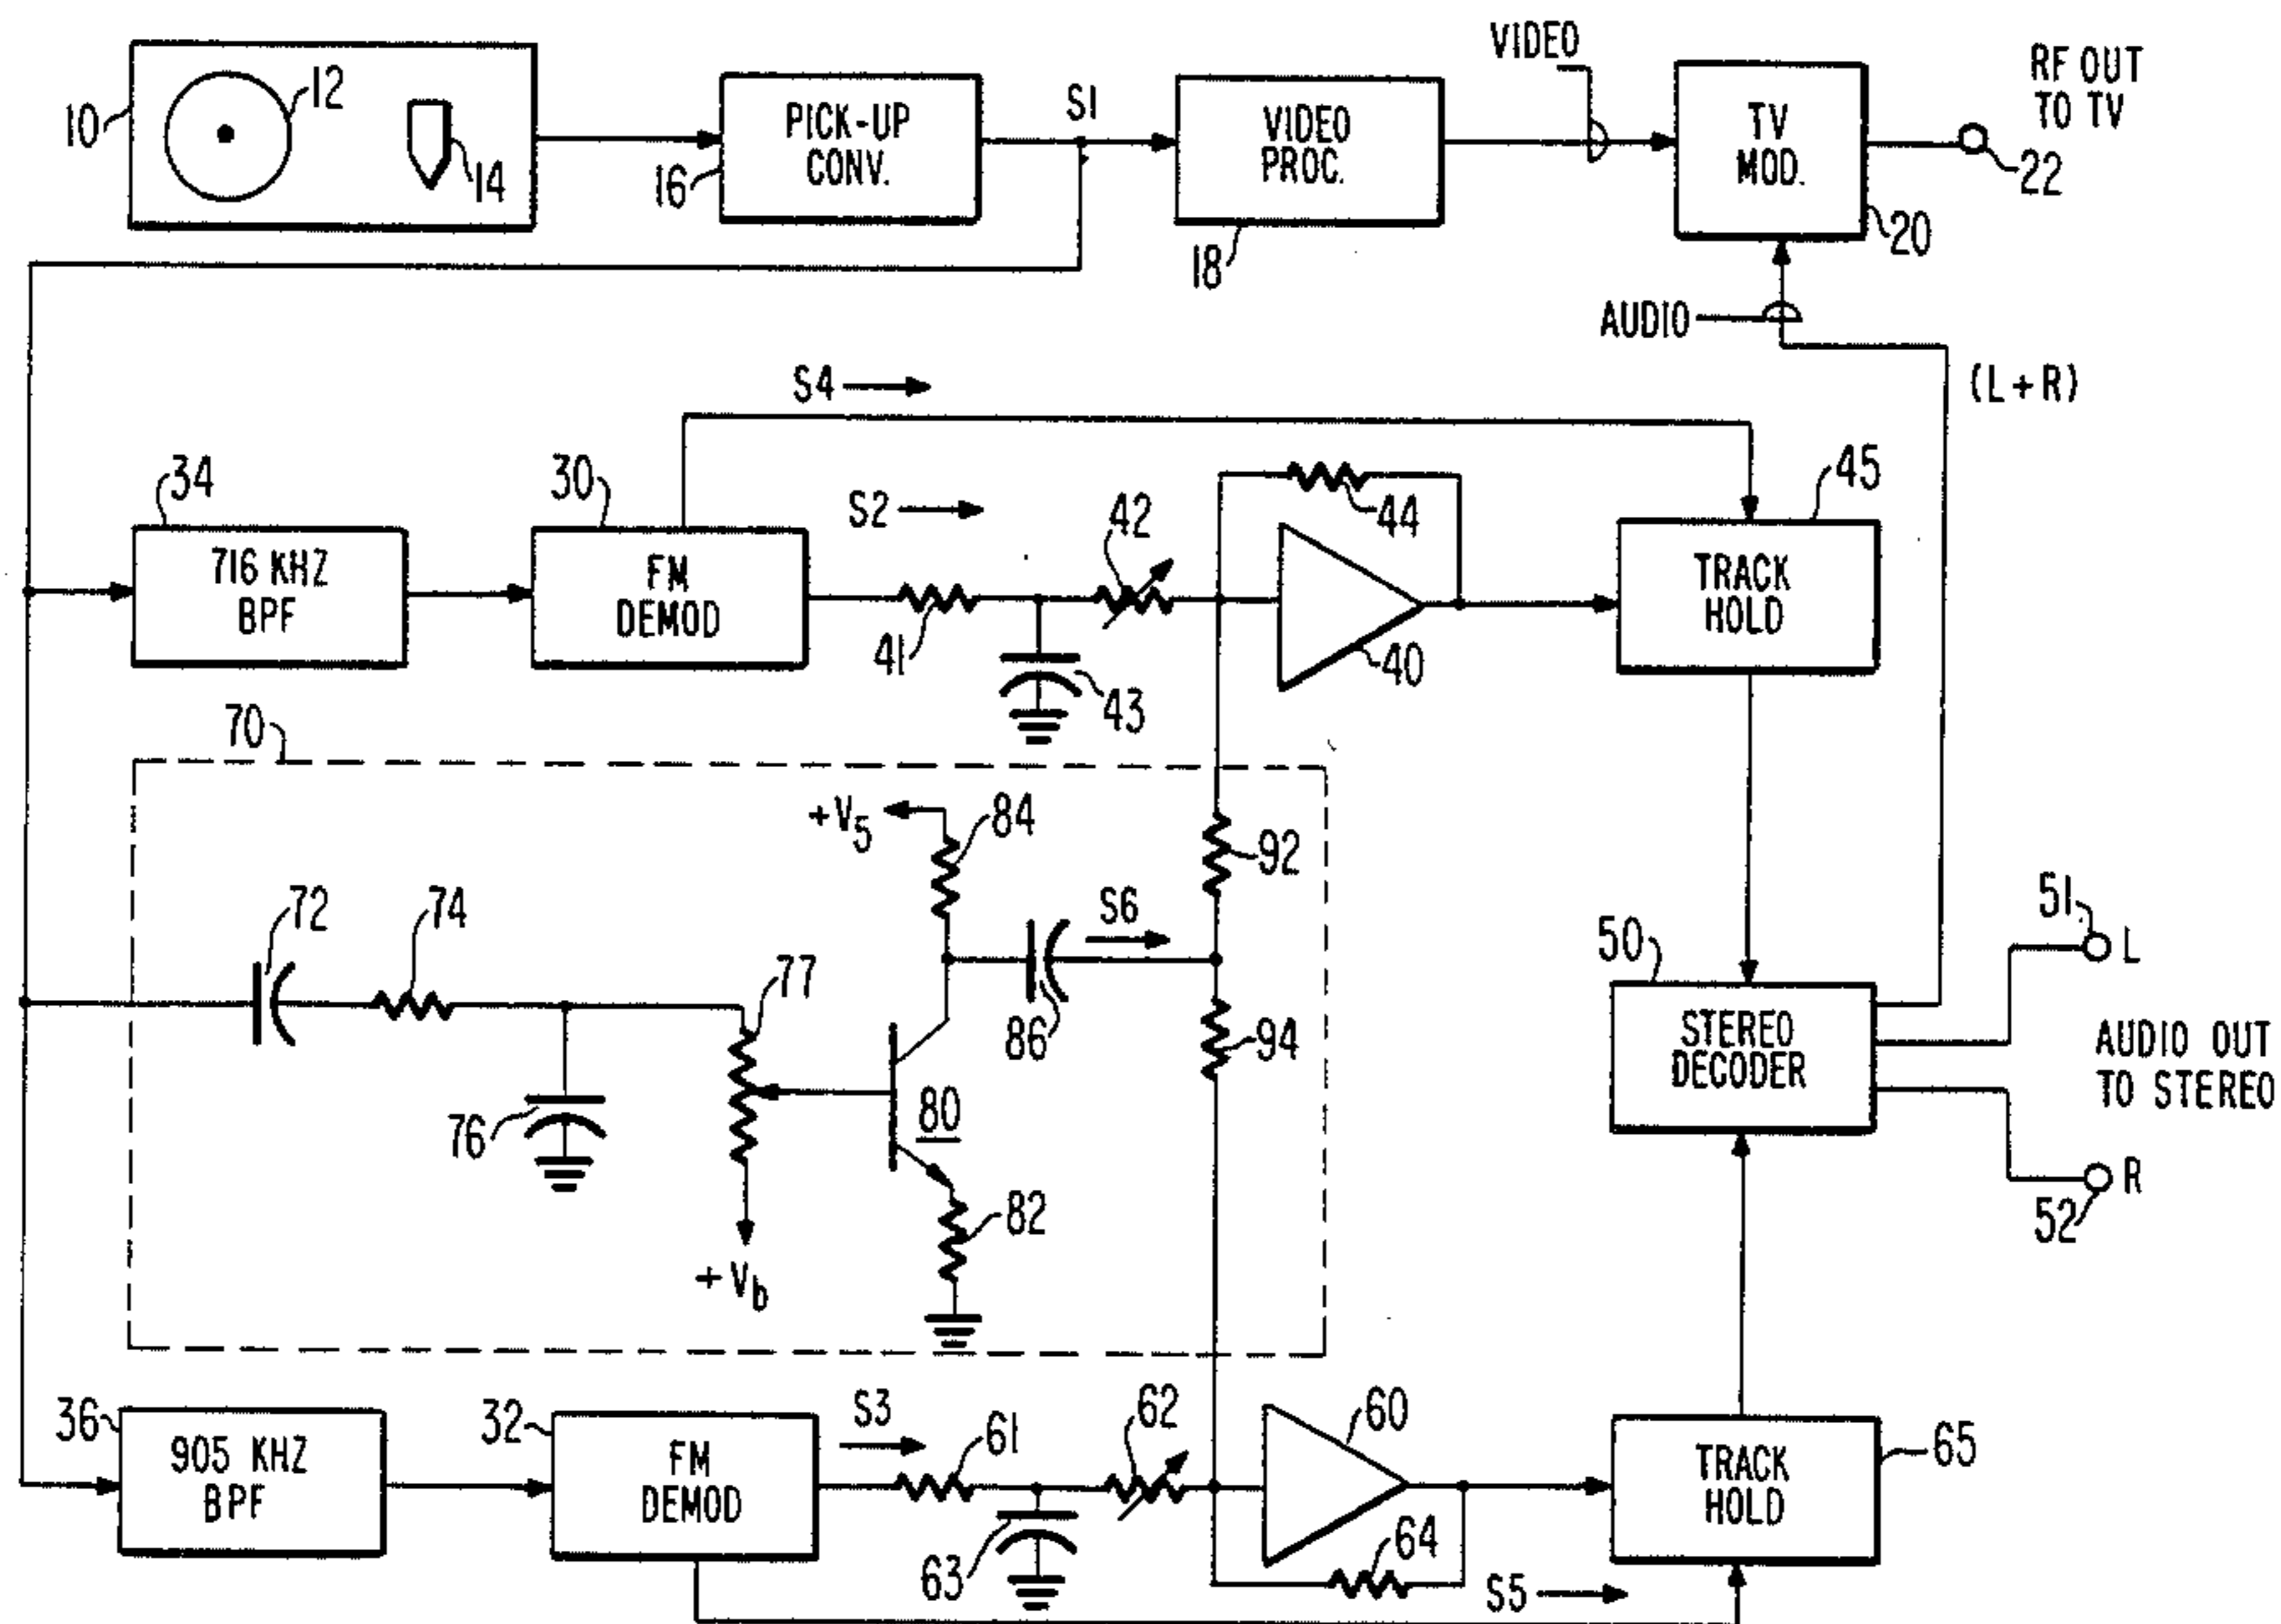 10
12
14
PICK-UP
CONV.
16
S1
VIDEO
PROC.
18
VIDEO
TV
MOD.
20
RF OUT
TO TV
22
AUDIO
(L+R)
S4
34
716 KHZ
BPF
30
FM
DEMOD
S2
41
42
43
44
40
45
TRACK
HOLD
70
+V5
84
92
72
74
77
S6
86
94
76
80
82
+Vb
50
STEREO
DECODER
51
L
AUDIO OUT
TO STEREO
R
52
36
905 KHZ
BPF
32
FM
DEMOD
S3
61
62
63
60
64
S5
TRACK
HOLD
65